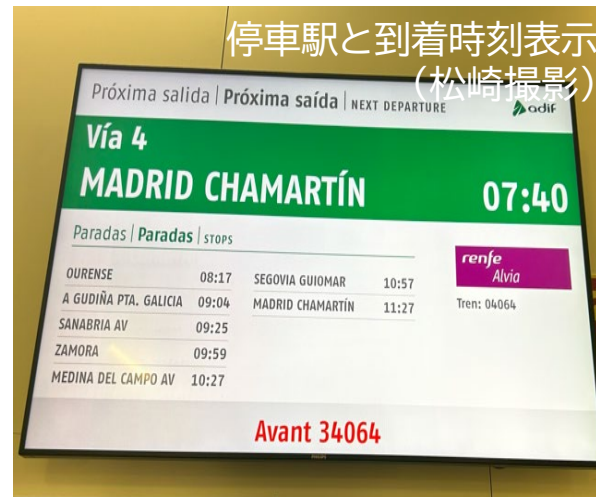 停車駅と到着時刻表示
（松崎撮影）
Próxima salida | Próxima saída | NEXT DEPARTURE
adif
Vía 4
MADRID CHAMARTÍN 07:40
Paradas | Paradas | STOPS
renfe
Alvia
Tren: 04064
OURENSE 08:17
A GUDIÑA PTA. GALICIA 09:04
SANABRIA AV 09:25
ZAMORA 09:59
MEDINA DEL CAMPO AV 10:27
SEGOVIA GUIOMAR 10:57
MADRID CHAMARTÍN 11:27
Avant 34064
PHILIPS